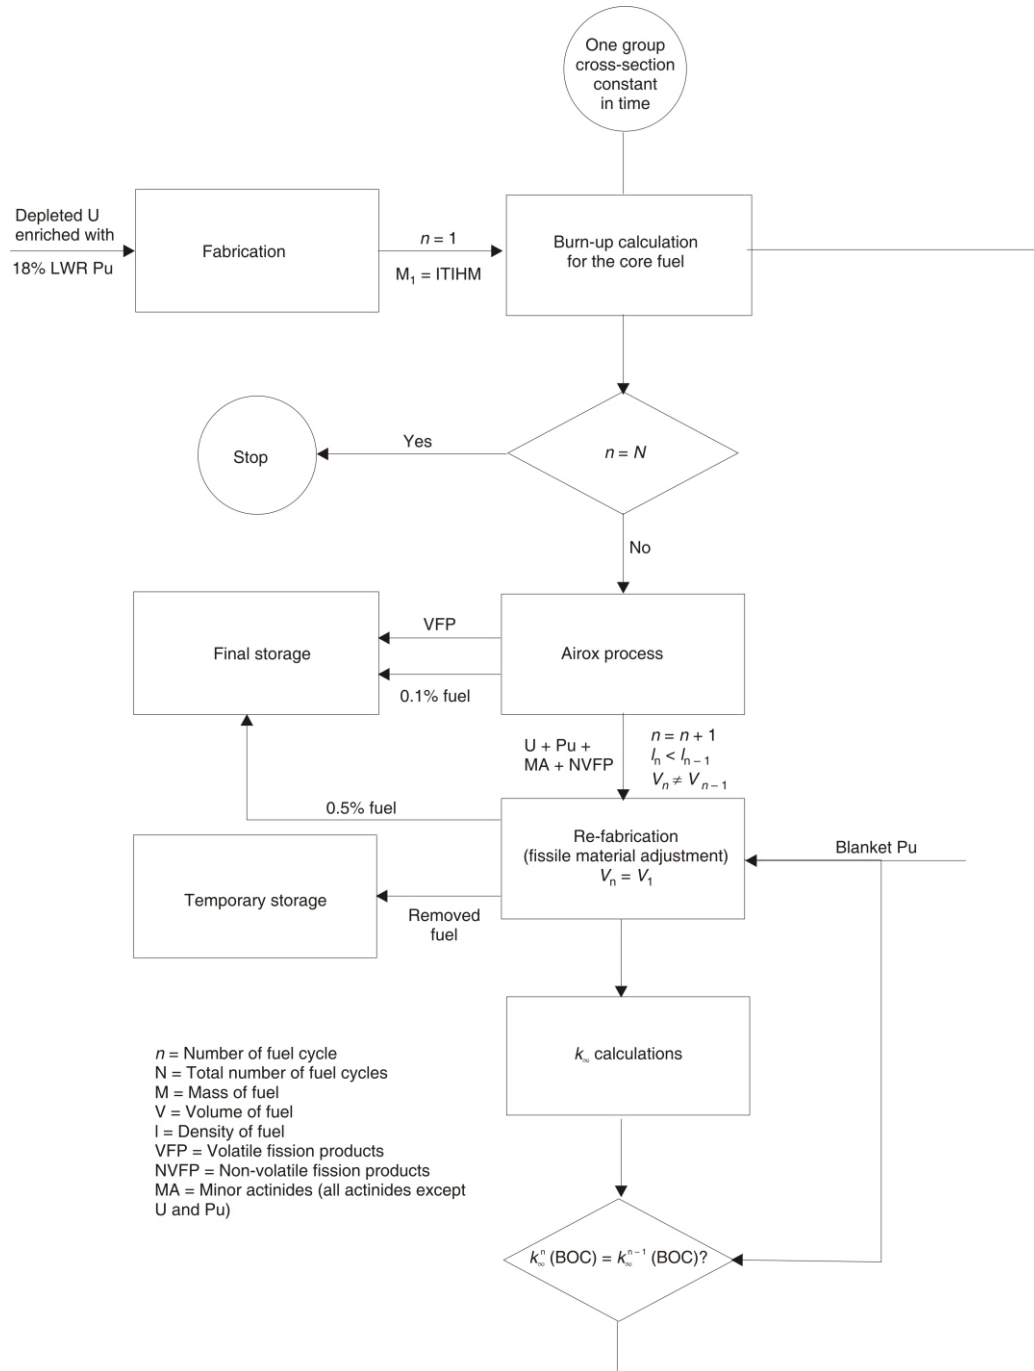 One group
cross-section
constant
in time
Depleted U
enriched with
18% LWR Pu
Fabrication
n = 1
M₁ = ITIHM
Burn-up calculation
for the core fuel
Stop
Yes
n = N
No
Final storage
VFP
0.1% fuel
Airox process
U + Pu +
MA + NVFP
n = n + 1
lₙ < lₙ₋₁
Vₙ ≠ Vₙ₋₁
0.5% fuel
Re-fabrication
(fissile material adjustment)
Vₙ = V₁
Blanket Pu
Temporary storage
Removed
fuel
k∞ calculations
n = Number of fuel cycle
N = Total number of fuel cycles
M = Mass of fuel
V = Volume of fuel
l = Density of fuel
VFP = Volatile fission products
NVFP = Non-volatile fission products
MA = Minor actinides (all actinides except
U and Pu)
k∞ⁿ (BOC) = k∞ⁿ⁻¹ (BOC)?